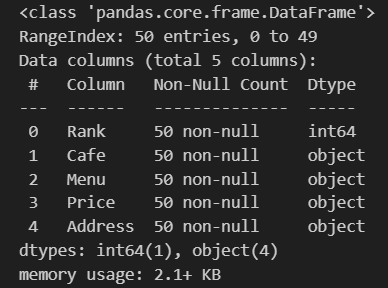 <class 'pandas.core.frame.DataFrame'>
RangeIndex: 50 entries, 0 to 49
Data columns (total 5 columns):
 #   Column   Non-Null Count  Dtype
---  ------   --------------  -----
 0   Rank     50 non-null     int64
 1   Cafe     50 non-null     object
 2   Menu     50 non-null     object
 3   Price    50 non-null     object
 4   Address  50 non-null     object
dtypes: int64(1), object(4)
memory usage: 2.1+ KB